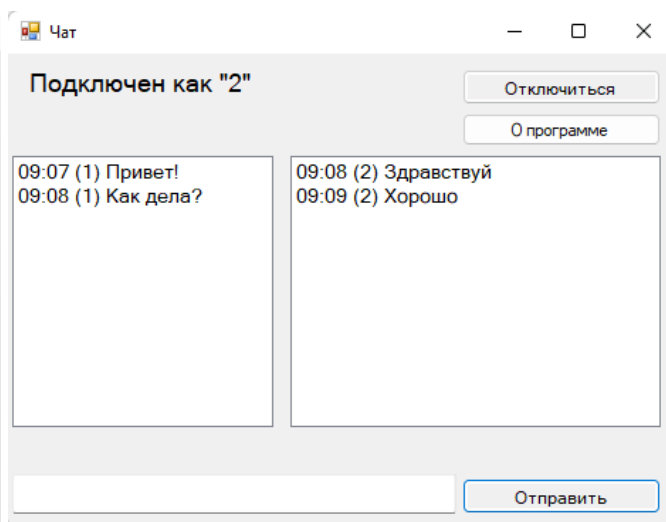 Чат
Подключен как "2"
Отключиться
О программе
09:07 (1) Привет!
09:08 (1) Как дела?
09:08 (2) Здравствуй
09:09 (2) Хорошо
Отправить